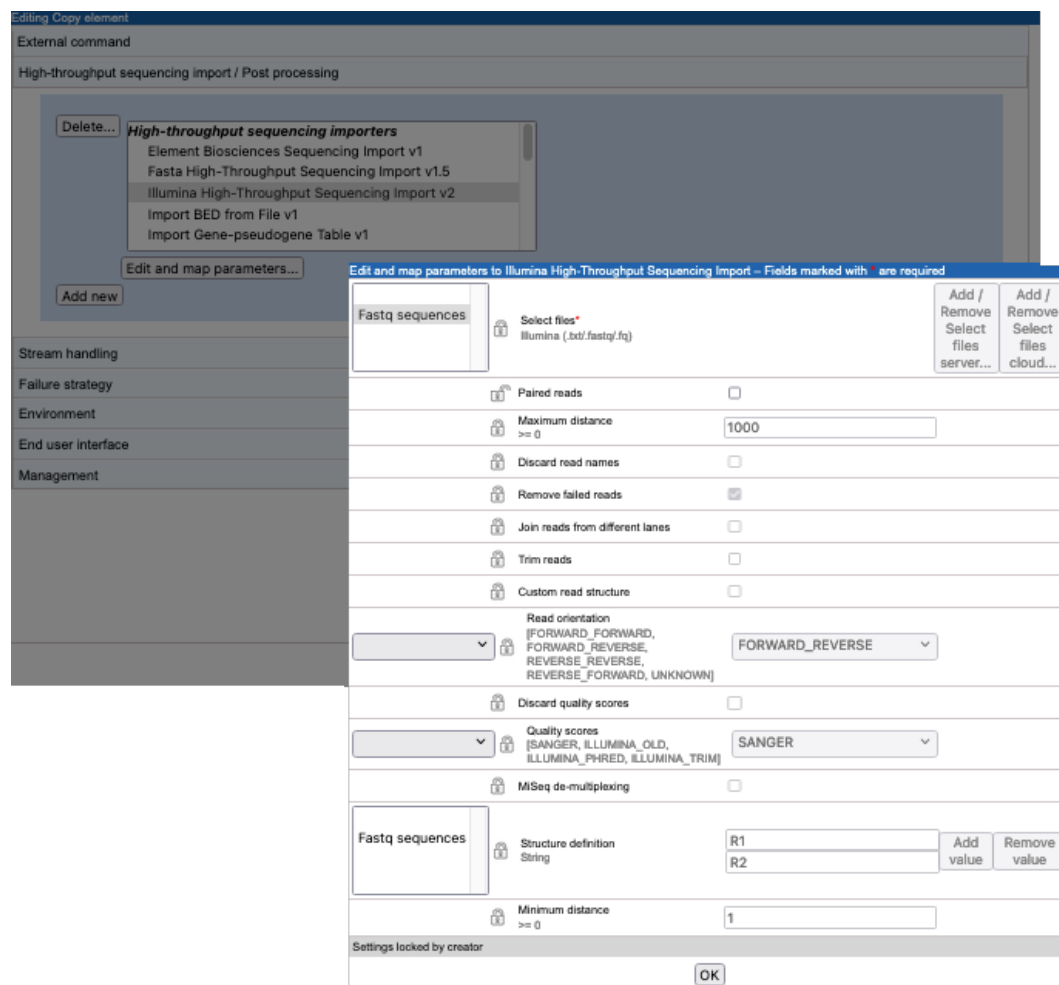 Editing Copy element
External command
High-throughput sequencing import / Post processing
Delete...
High-throughput sequencing importers
Element Biosciences Sequencing Import v1
Fasta High-Throughput Sequencing Import v1.5
Illumina High-Throughput Sequencing Import v2
Import BED from File v1
Import Gene-pseudogene Table v1
Edit and map parameters...
Add new
Stream handling
Failure strategy
Environment
End user interface
Management
Edit and map parameters to Illumina High-Throughput Sequencing Import – Fields marked with * are required
Fastq sequences
Select files*
Illumina (.txt/.fastq/.fq)
Add /
Remove
Select
files
server...
Add /
Remove
Select
files
cloud...
Paired reads
Maximum distance
>= 0
1000
Discard read names
Remove failed reads
Join reads from different lanes
Trim reads
Custom read structure
Read orientation
[FORWARD_FORWARD,
FORWARD_REVERSE,
REVERSE_REVERSE,
REVERSE_FORWARD, UNKNOWN]
FORWARD_REVERSE
Discard quality scores
Quality scores
[SANGER, ILLUMINA_OLD,
ILLUMINA_PHRED, ILLUMINA_TRIM]
SANGER
MiSeq de-multiplexing
Fastq sequences
Structure definition
String
R1
R2
Add
value
Remove
value
Minimum distance
>= 0
1
Settings locked by creator
OK